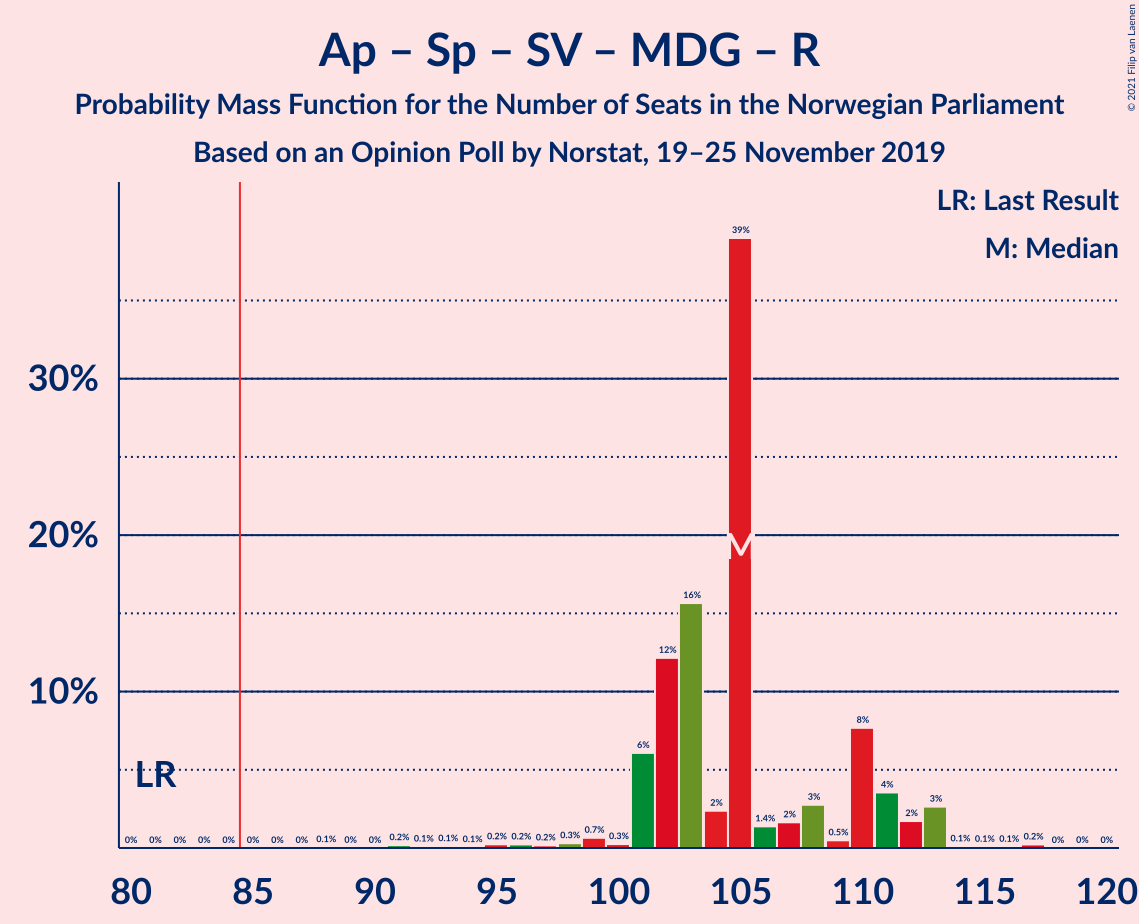 Ap – Sp – SV – MDG – R
Probability Mass Function for the Number of Seats in the Norwegian Parliament
Based on an Opinion Poll by Norstat, 19–25 November 2019
© 2021 Filip van Laenen
LR: Last Result
M: Median
30%
20%
10%
LR
M
0% 0% 0% 0% 0% 0% 0% 0% 0.1% 0% 0% 0.2% 0.1% 0.1% 0.1% 0.2% 0.2% 0.2% 0.3% 0.7% 0.3% 6% 12% 16% 2% 39% 1.4% 2% 3% 0.5% 8% 4% 2% 3% 0.1% 0.1% 0.1% 0.2% 0% 0% 0%
80 85 90 95 100 105 110 115 120